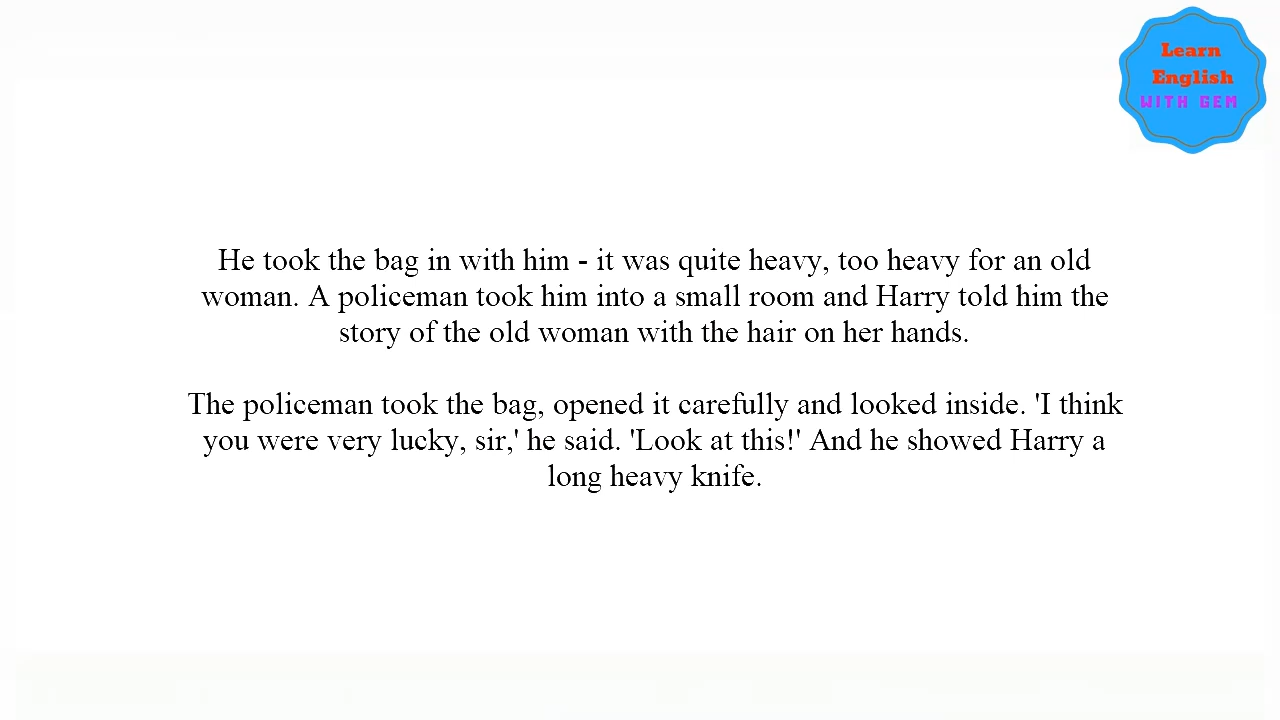 Learn
English
WITH GEM
He took the bag in with him - it was quite heavy, too heavy for an old
woman. A policeman took him into a small room and Harry told him the
story of the old woman with the hair on her hands.
The policeman took the bag, opened it carefully and looked inside. 'I think
you were very lucky, sir,' he said. 'Look at this!' And he showed Harry a
long heavy knife.